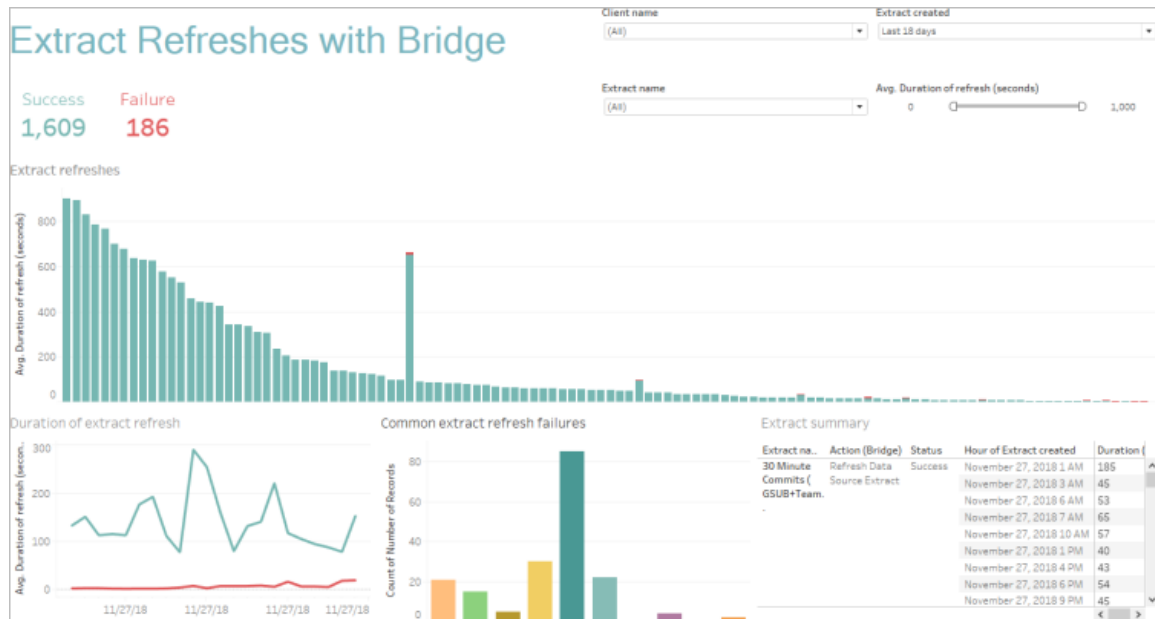 Extract Refreshes with Bridge
Client name
(All)
Extract created
Last 18 days
Success
1,609
Failure
186
Extract name
(All)
Avg. Duration of refresh (seconds)
0
1,000
Extract refreshes
Avg. Duration of refresh (seconds)
800
600
400
200
0
Duration of extract refresh
Avg. Duration of refresh (secon..
300
200
100
0
11/27/18 11/27/18 11/27/18 11/27/18
Common extract refresh failures
Count of Number of Records
80
60
40
20
0
Extract summary
Extract na.. Action (Bridge) Status Hour of Extract created Duration (
30 Minute Refresh Data Success November 27, 2018 1 AM 185
Commits ( Source Extract November 27, 2018 3 AM 45
GSUB+Team. November 27, 2018 6 AM 53
. November 27, 2018 7 AM 65
November 27, 2018 10 AM 57
November 27, 2018 1 PM 40
November 27, 2018 4 PM 43
November 27, 2018 6 PM 54
November 27, 2018 9 PM 45